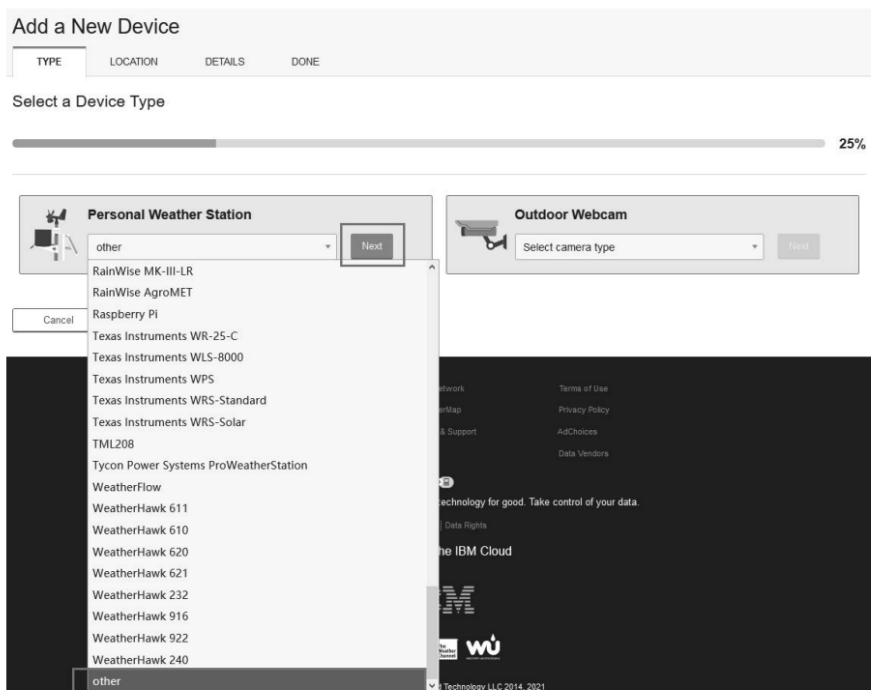 Add a New Device
TYPE LOCATION DETAILS DONE
Select a Device Type
25%
Personal Weather Station
other
Next
Outdoor Webcam
Select camera type
Next
RainWise MK-III-LR
RainWise AgroMET
Raspberry Pi
Texas Instruments WR-25-C
Texas Instruments WLS-8000
Texas Instruments WPS
Texas Instruments WRS-Standard
Texas Instruments WRS-Solar
TML208
Tycon Power Systems ProWeatherStation
WeatherFlow
WeatherHawk 611
WeatherHawk 610
WeatherHawk 620
WeatherHawk 621
WeatherHawk 232
WeatherHawk 916
WeatherHawk 922
WeatherHawk 240
other
Cancel
Terms of Use
Privacy Policy
& Support AdChoices
Data Vendors
technology for good. Take control of your data.
| Data Rights
he IBM Cloud
The Weather Channel
wu
d Technology LLC 2014, 2021